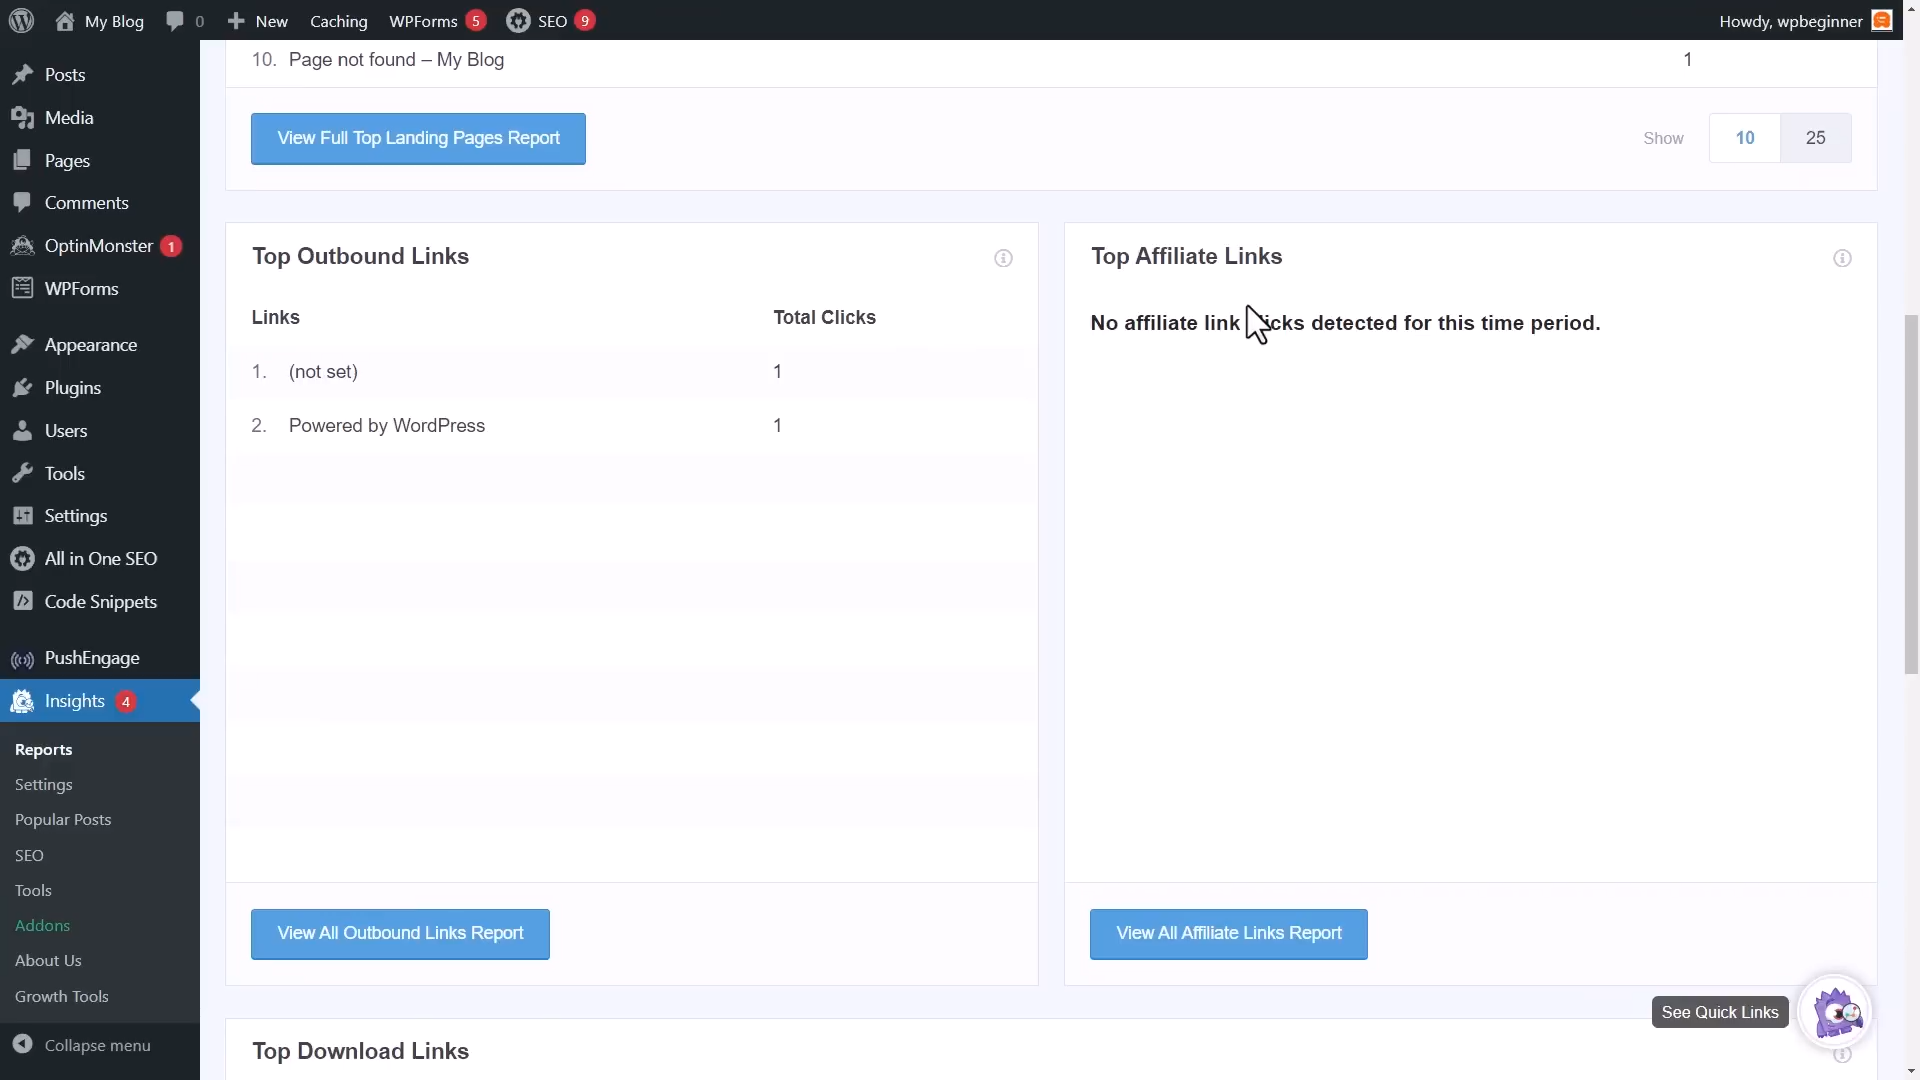 My Blog 0 New Caching WPForms 5 SEO 9 Howdy, wpbeginner
Posts
Media
Pages
Comments
OptinMonster 1
WPForms
Appearance
Plugins
Users
Tools
Settings
All in One SEO
Code Snippets
PushEngage
Insights 4
Reports
Settings
Popular Posts
SEO
Tools
Addons
About Us
Growth Tools
Collapse menu
10. Page not found – My Blog 1
View Full Top Landing Pages Report Show 10 25
Top Outbound Links
Links Total Clicks
1. (not set) 1
2. Powered by WordPress 1
View All Outbound Links Report
Top Affiliate Links
No affiliate link clicks detected for this time period.
View All Affiliate Links Report
See Quick Links
Top Download Links